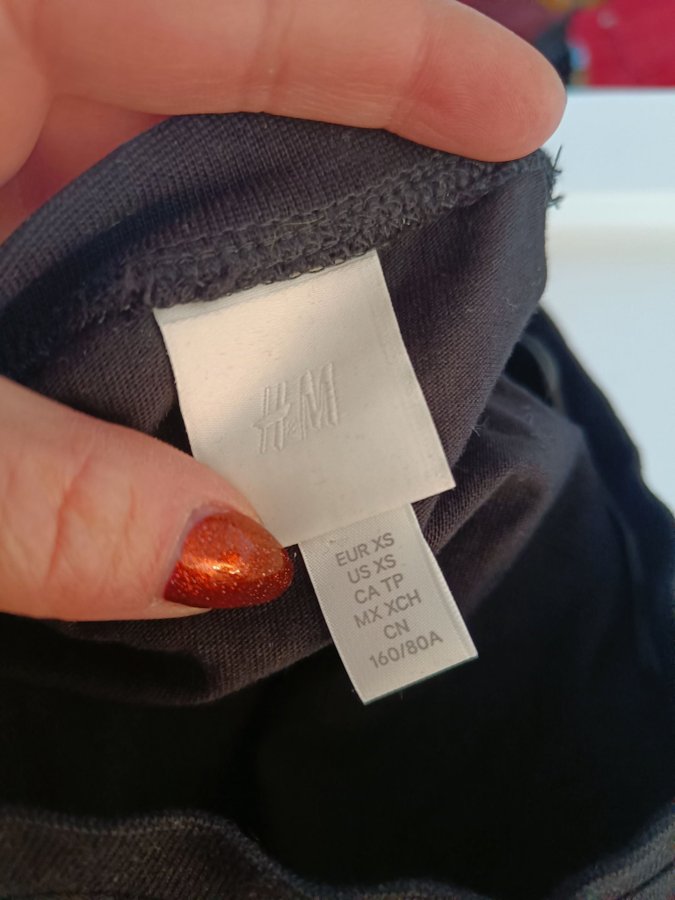 H&M
EUR XS
US XS
CA TP
MX XCH
CN
160/80A